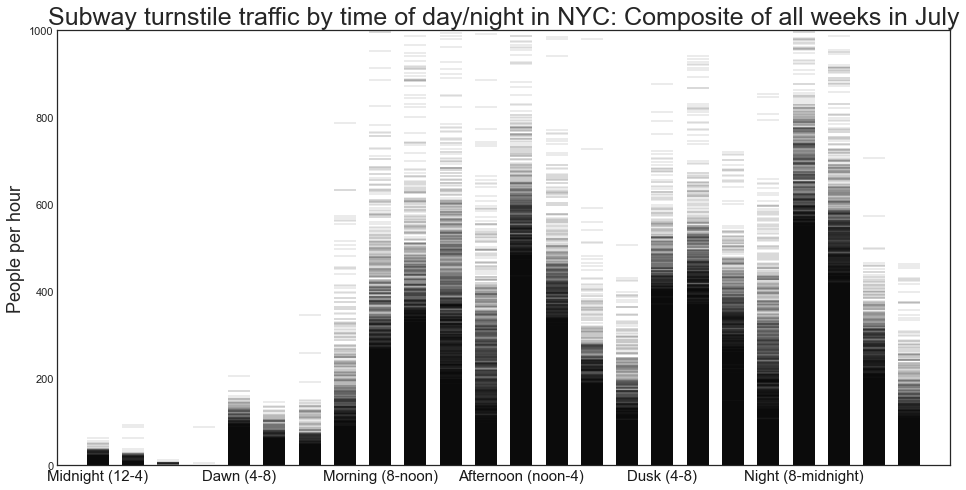 Subway turnstile traffic by time of day/night in NYC: Composite of all weeks in July
People per hour
1000
800
600
400
200
0
Midnight (12-4) Dawn (4-8) Morning (8-noon) Afternoon (noon-4) Dusk (4-8) Night (8-midnight)